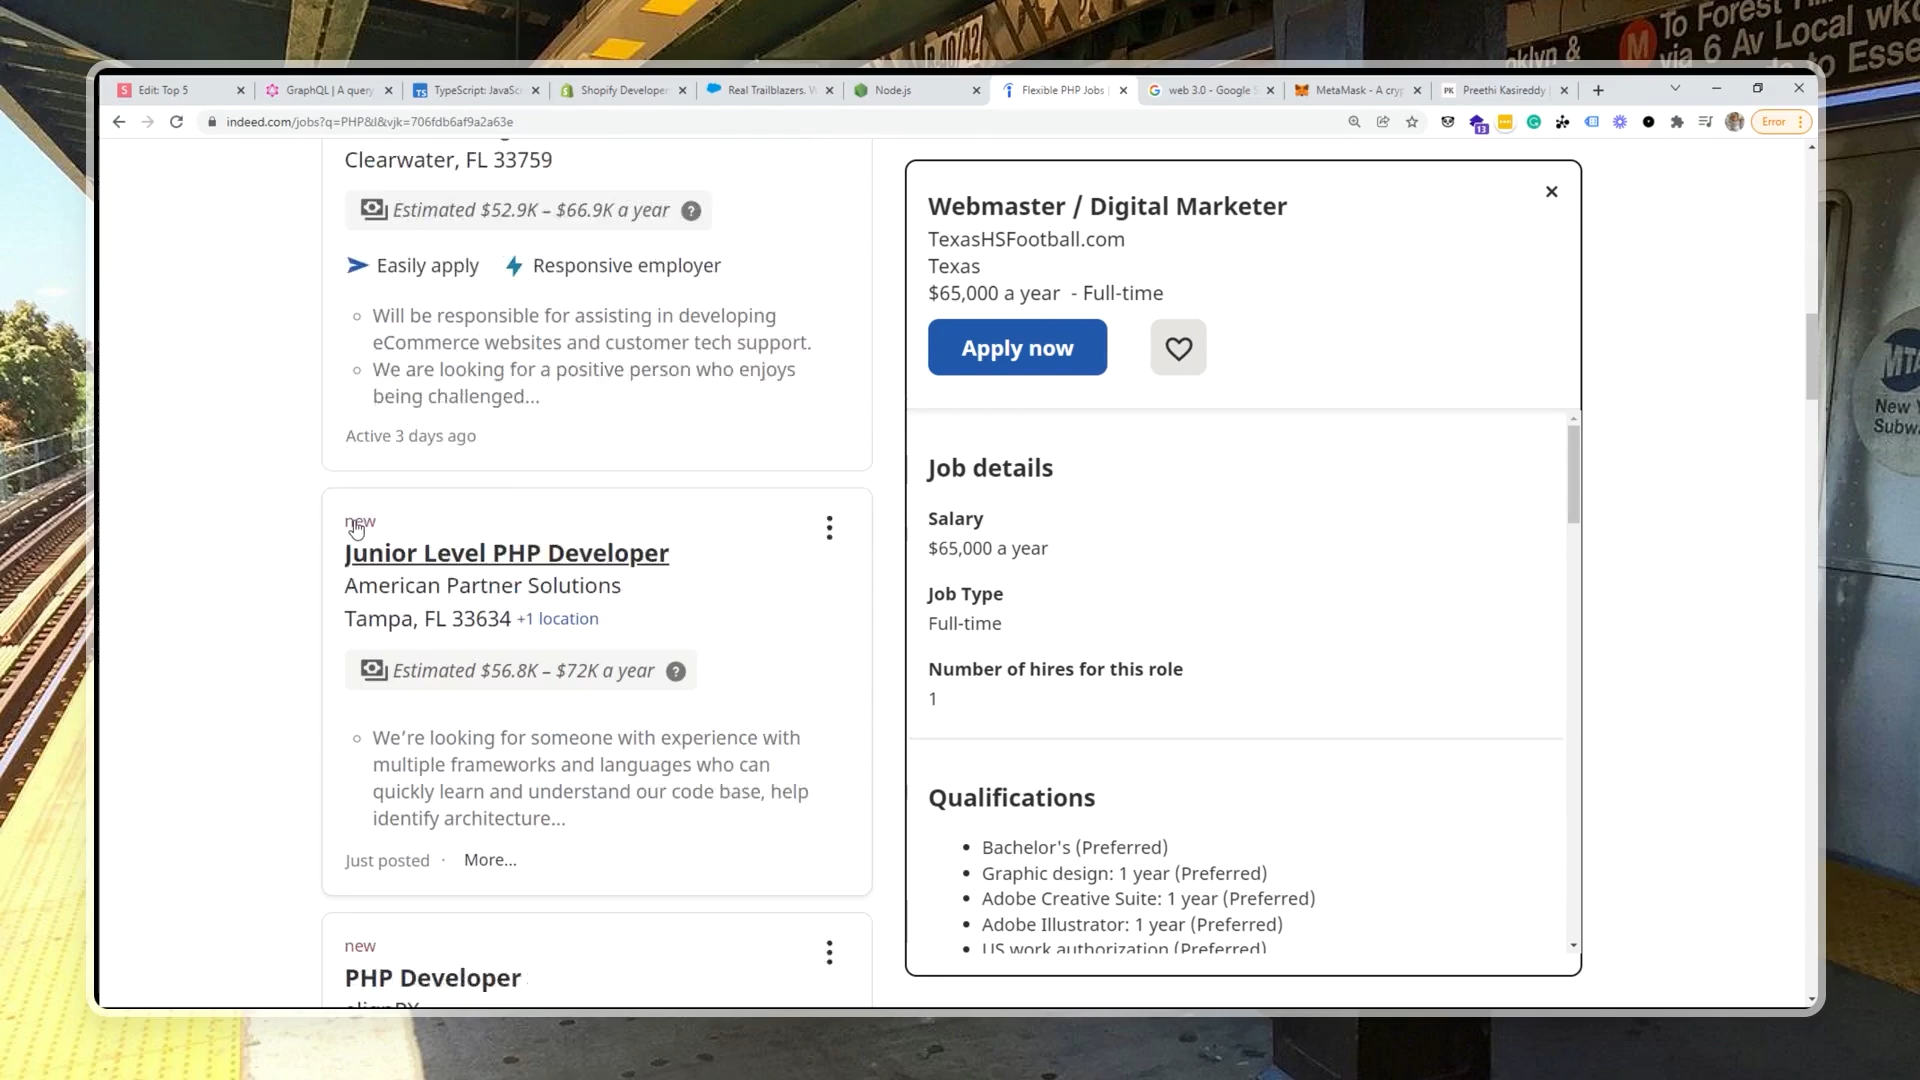 To Forest
via 6 Av Local
to Esse
oklyn &
M
Edit: Top 5
GraphQL | A query
TS
TypeScript: JavaSc
Shopify Developer
Real Trailblazers. W
Node.js
Flexible PHP Jobs |
web 3.0 - Google S
MetaMask - A cryp
PK
Preethi Kasireddy |
indeed.com/jobs?q=PHP&l&vjk=706fdb6af9a2a63e
13
Error
Clearwater, FL 33759
Estimated $52.9K – $66.9K a year
Easily apply
Responsive employer
Will be responsible for assisting in developing
eCommerce websites and customer tech support.
We are looking for a positive person who enjoys
being challenged...
Active 3 days ago
new
Junior Level PHP Developer
American Partner Solutions
Tampa, FL 33634 +1 location
Estimated $56.8K – $72K a year
We’re looking for someone with experience with
multiple frameworks and languages who can
quickly learn and understand our code base, help
identify architecture...
Just posted · More...
new
PHP Developer
Webmaster / Digital Marketer
TexasHSFootball.com
Texas
$65,000 a year - Full-time
Apply now
Job details
Salary
$65,000 a year
Job Type
Full-time
Number of hires for this role
1
Qualifications
Bachelor's (Preferred)
Graphic design: 1 year (Preferred)
Adobe Creative Suite: 1 year (Preferred)
Adobe Illustrator: 1 year (Preferred)
US work authorization (Preferred)
MTA
New Y
Subw